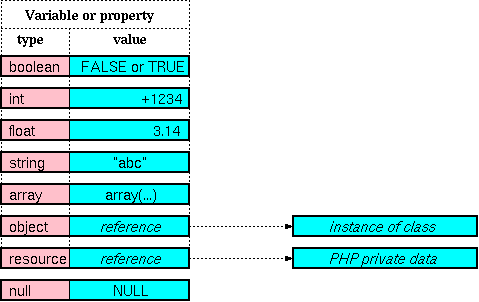 Variable or property
type value
boolean FALSE or TRUE
int +1234
float 3.14
string "abc"
array array(...)
object reference instance of class
resource reference PHP private data
null NULL